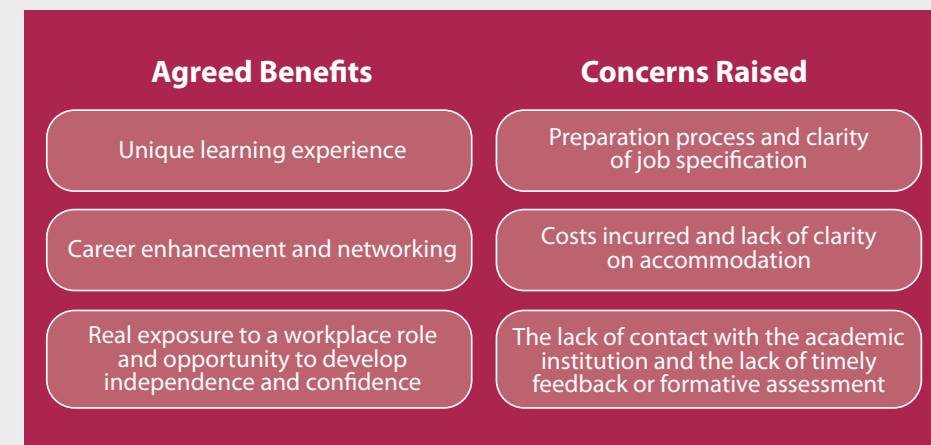 Agreed Benefits
Unique learning experience
Career enhancement and networking
Real exposure to a workplace role
and opportunity to develop
independence and confidence
Concerns Raised
Preparation process and clarity
of job specification
Costs incurred and lack of clarity
on accommodation
The lack of contact with the academic
institution and the lack of timely
feedback or formative assessment